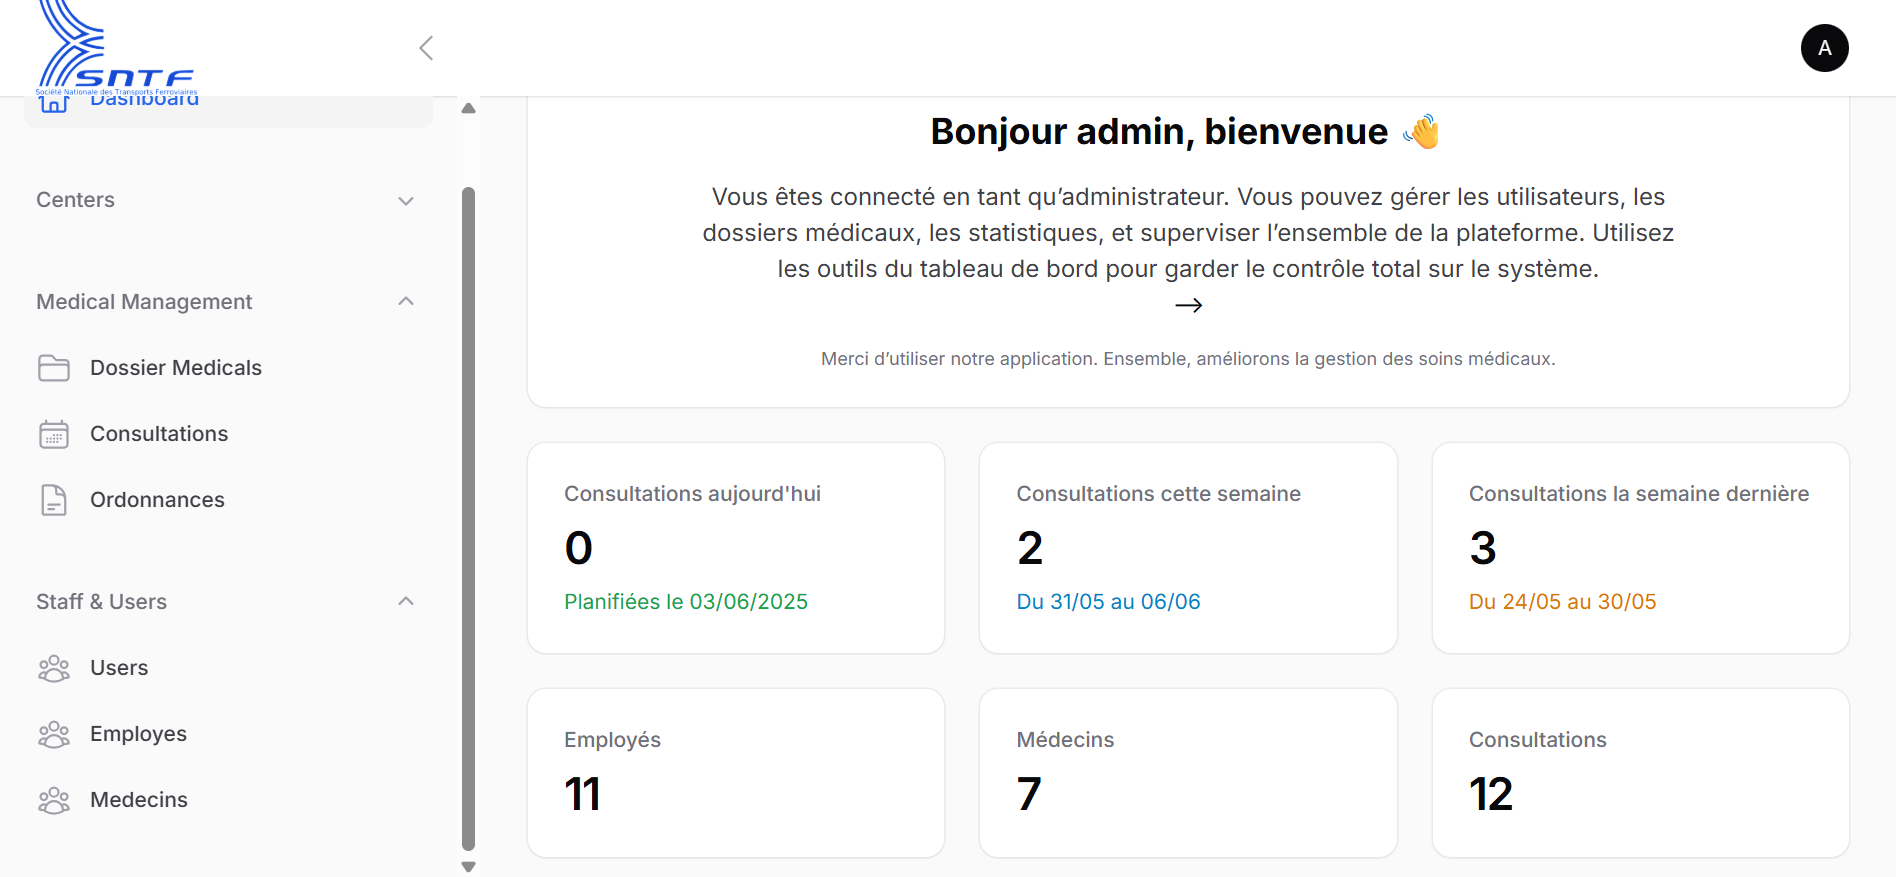 SNTF
Société Nationale des Transports Ferroviaires
A
Dashboard
Centers
Medical Management
Dossier Medicals
Consultations
Ordonnances
Staff & Users
Users
Employes
Medecins
Bonjour admin, bienvenue 👋
Vous êtes connecté en tant qu’administrateur. Vous pouvez gérer les utilisateurs, les
dossiers médicaux, les statistiques, et superviser l’ensemble de la plateforme. Utilisez
les outils du tableau de bord pour garder le contrôle total sur le système.
→
Merci d’utiliser notre application. Ensemble, améliorons la gestion des soins médicaux.
Consultations aujourd'hui
0
Planifiées le 03/06/2025
Consultations cette semaine
2
Du 31/05 au 06/06
Consultations la semaine dernière
3
Du 24/05 au 30/05
Employés
11
Médecins
7
Consultations
12